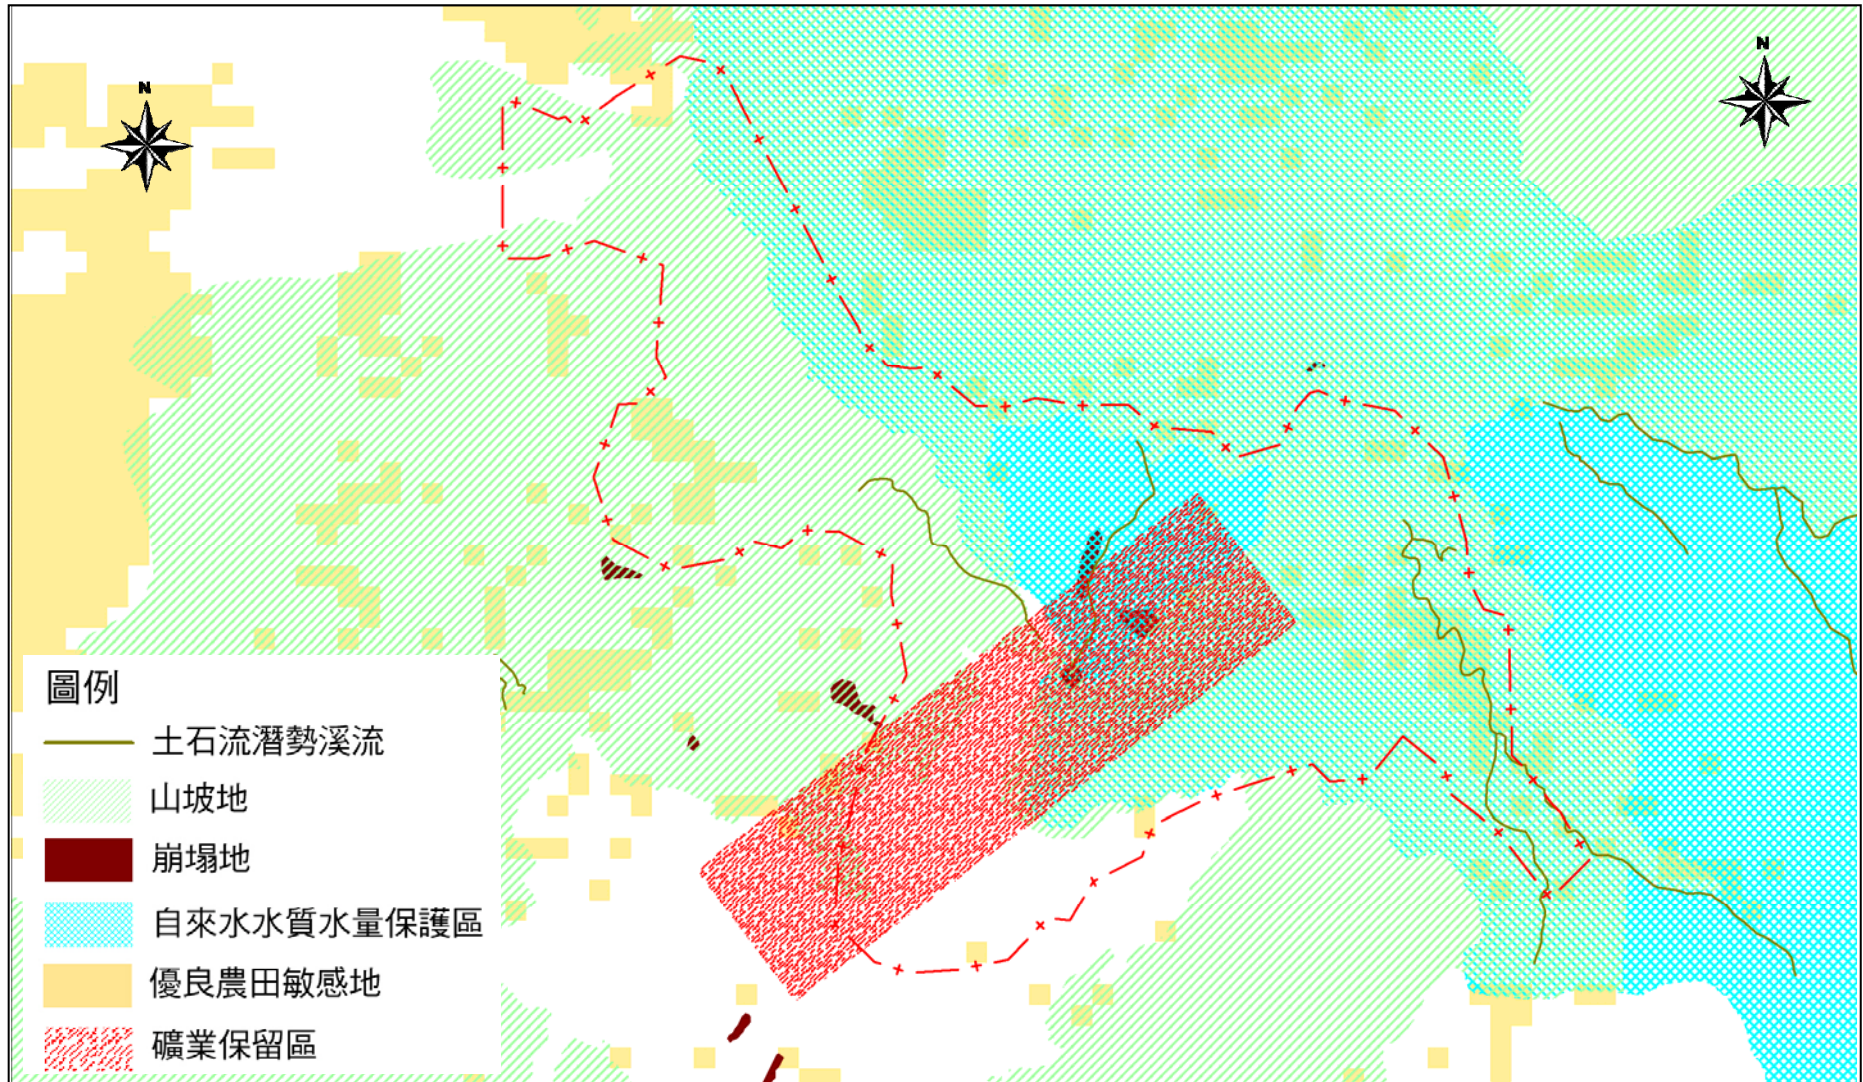 N
N
圖例
土石流潛勢溪流
山坡地
崩塌地
自來水水質水量保護區
優良農田敏感地
礦業保留區